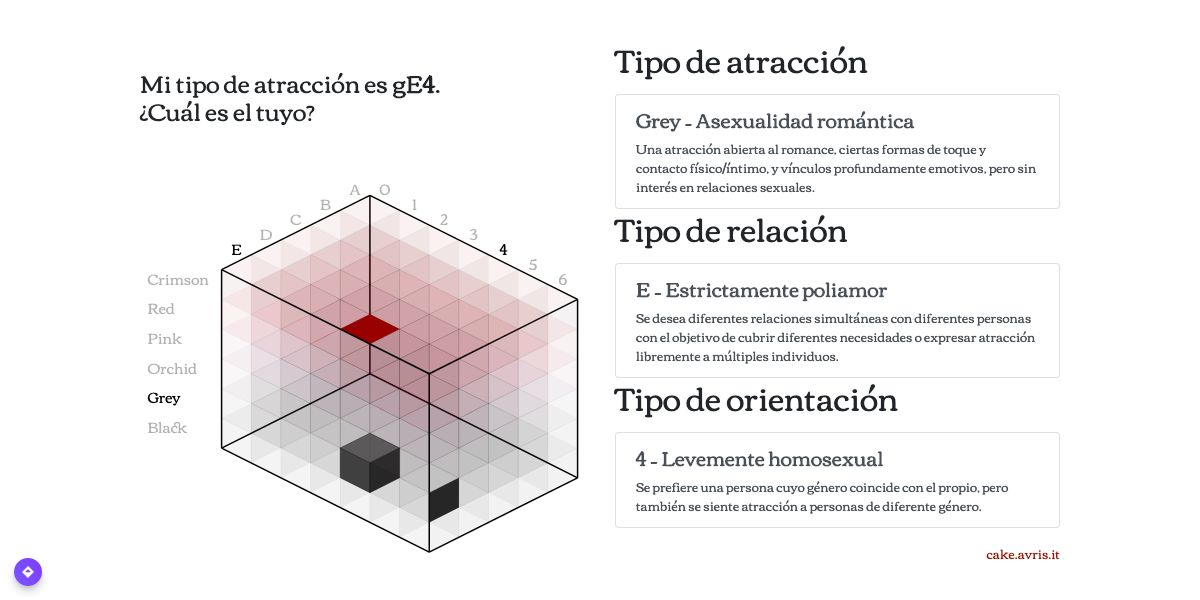 Mi tipo de atracción es gE4.
¿Cuál es el tuyo?
A 0
B 1
C 2
D 3
E 4
5
6
Crimson
Red
Pink
Orchid
Grey
Black
Tipo de atracción
Grey - Asexualidad romántica
Una atracción abierta al romance, ciertas formas de toque y
contacto físico/íntimo, y vínculos profundamente emotivos, pero sin
interés en relaciones sexuales.
Tipo de relación
E - Estrictamente poliamor
Se desea diferentes relaciones simultáneas con diferentes personas
con el objetivo de cubrir diferentes necesidades o expresar atracción
libremente a múltiples individuos.
Tipo de orientación
4 - Levemente homosexual
Se prefiere una persona cuyo género coincide con el propio, pero
también se siente atracción a personas de diferente género.
cake.avris.it